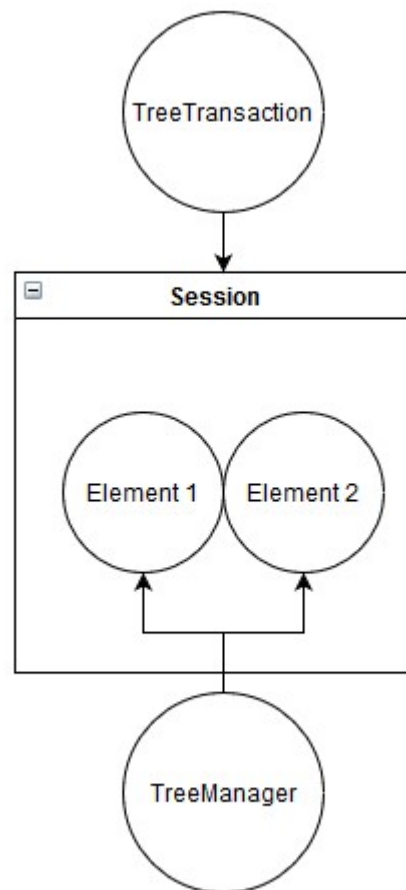 TreeTransaction
Session
Element 1
Element 2
TreeManager